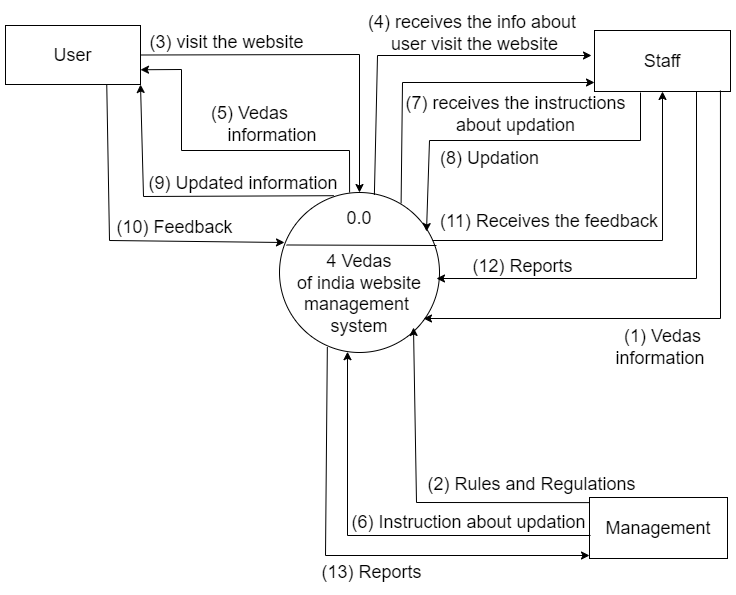 (4) receives the info about
user visit the website
(3) visit the website
User
Staff
(5) Vedas
information
(7) receives the instructions
about updation
(8) Updation
(9) Updated information
0.0
(10) Feedback
(11) Receives the feedback
4 Vedas
of india website
management
system
(12) Reports
(1) Vedas
information
(2) Rules and Regulations
(6) Instruction about updation
Management
(13) Reports